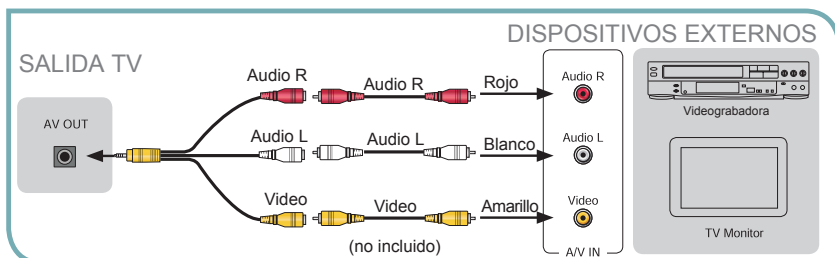 DISPOSITIVOS EXTERNOS
SALIDA TV
AV OUT
Audio R
Audio R
Rojo
Audio R
Audio L
Audio L
Blanco
Audio L
Video
Video
Amarillo
Video
(no incluido)
A/V IN
Videograbadora
TV Monitor